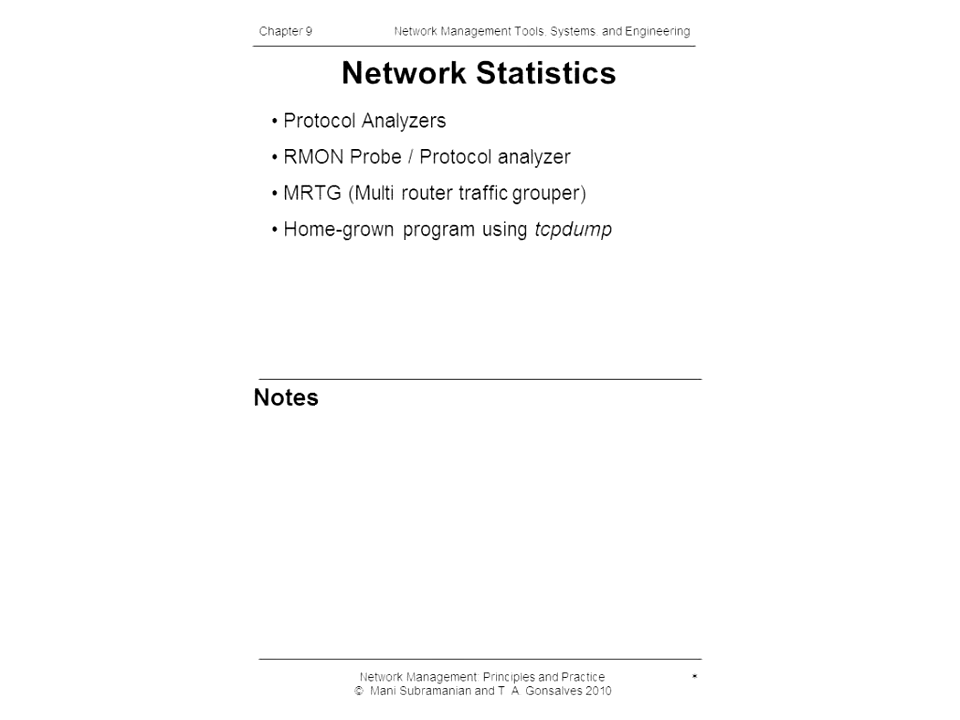 Chapter 9 Network Management Tools, Systems, and Engineering
Network Statistics
• Protocol Analyzers
• RMON Probe / Protocol analyzer
• MRTG (Multi router traffic grouper)
• Home-grown program using tcpdump
Notes
Network Management: Principles and Practice *
© Mani Subramanian and T. A. Gonsalves 2010